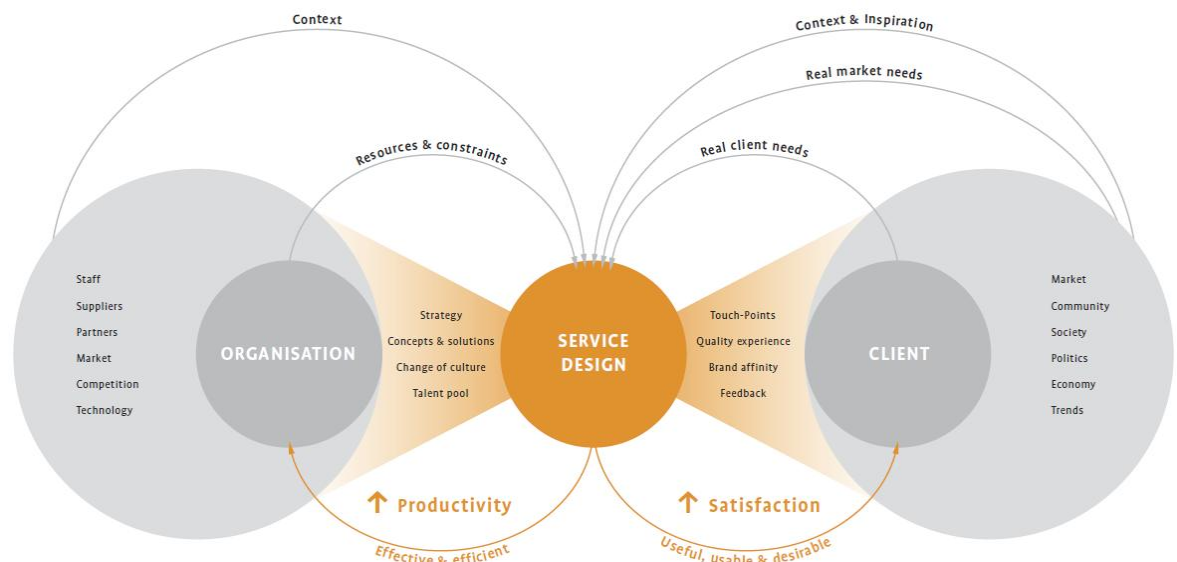 Context
Context & Inspiration
Real market needs
Resources & constraints
Real client needs
Staff
Suppliers
Partners
Market
Competition
Technology
ORGANISATION
Strategy
Concepts & solutions
Change of culture
Talent pool
SERVICE
DESIGN
Touch-Points
Quality experience
Brand affinity
Feedback
CLIENT
Market
Community
Society
Politics
Economy
Trends
↑ Productivity
Effective & efficient
↑ Satisfaction
Useful, usable & desirable